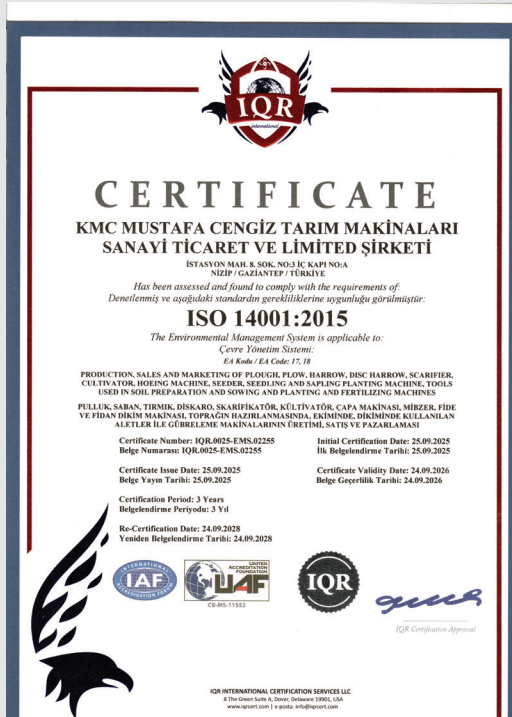 IQR
international
CERTIFICATE
KMC MUSTAFA CENGİZ TARIM MAKİNALARI
SANAYİ TİCARET VE LİMİTED ŞİRKETİ
İSTASYON MAH. 8. SOK. NO:3 İÇ KAPI NO:A
NİZİP / GAZİANTEP / TÜRKİYE
Has been assessed and found to comply with the requirements of:
Denetlenmiş ve aşağıdaki standardın gerekliliklerine uygunluğu görülmüştür:
ISO 14001:2015
The Environmental Management System is applicable to:
Çevre Yönetim Sistemi:
EA Kodu / EA Code: 17, 18
PRODUCTION, SALES AND MARKETING OF PLOUGH, PLOW, HARROW, DISC HARROW, SCARIFIER,
CULTIVATOR, HOEING MACHINE, SEEDER, SEEDLING AND SAPLING PLANTING MACHINE, TOOLS
USED IN SOIL PREPARATION AND SOWING AND PLANTING AND FERTILIZING MACHINES
PULLUK, SABAN, TIRMIK, DİSKARO, SKARİFİKATÖR, KÜLTİVATÖR, ÇAPA MAKİNASI, MİBZER, FİDE
VE FİDAN DİKİM MAKİNASI, TOPRAĞIN HAZIRLANMASINDA, EKİMİNDE, DİKİMİNDE KULLANILAN
ALETLER İLE GÜBRELEME MAKİNALARININ ÜRETİMİ, SATIŞ VE PAZARLAMASI
Certificate Number: IQR.0025-EMS.02255
Belge Numarası: IQR.0025-EMS.02255
Initial Certification Date: 25.09.2025
İlk Belgelendirme Tarihi: 25.09.2025
Certificate Issue Date: 25.09.2025
Belge Yayın Tarihi: 25.09.2025
Certificate Validity Date: 24.09.2026
Belge Geçerlilik Tarihi: 24.09.2026
Certification Period: 3 Years
Belgelendirme Periyodu: 3 Yıl
Re-Certification Date: 24.09.2028
Yeniden Belgelendirme Tarihi: 24.09.2028
INTERNATIONAL
IAF
ACCREDITATION FORUM
UNITED
ACCREDITATION
FOUNDATION
UAF
CB-MS-11552
IQR
IQR Certification Approval
IQR INTERNATIONAL CERTIFICATION SERVICES LLC
8 The Green Suite A, Dover, Delaware 19901, USA
www.iqrcert.com | e-posta: info@iqrcert.com